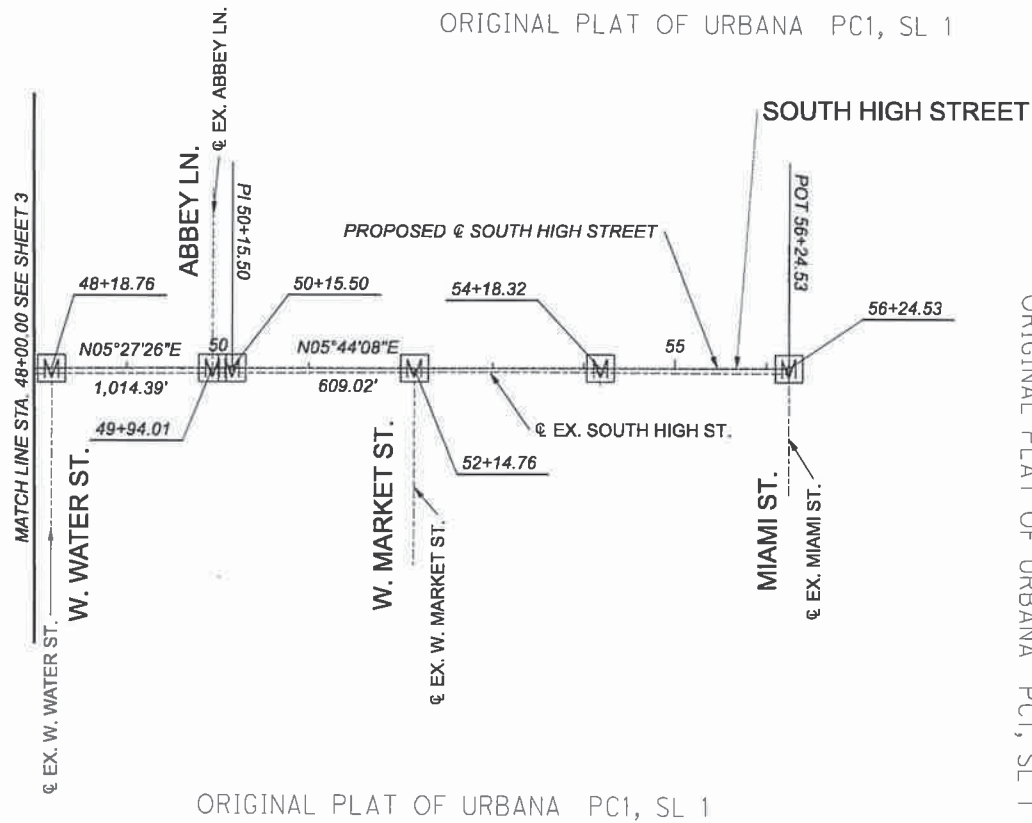 ORIGINAL PLAT OF URBANA PC1, SL 1
℄ EX. ABBEY LN.
ABBEY LN.
SOUTH HIGH STREET
MATCH LINE STA. 48+00.00 SEE SHEET 3
PI 50+15.50
POT 56+24.53
PROPOSED ℄ SOUTH HIGH STREET
48+18.76
50+15.50
54+18.32
56+24.53
N05°27'26"E
50
N05°44'08"E
55
M
M
M
M
M
M
1,014.39'
609.02'
49+94.01
℄ EX. SOUTH HIGH ST.
52+14.76
W. WATER ST.
℄ EX. W. WATER ST.
W. MARKET ST.
℄ EX. W. MARKET ST.
MIAMI ST.
℄ EX. MIAMI ST.
ORIGINAL PLAT OF URBANA PC1, SL 1
ORIGINAL PLAT OF URBANA PC1, SL 1